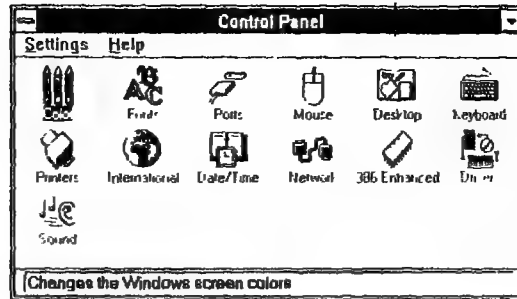 Control Panel
Settings Help
Color Fonts Ports Mouse Desktop Keyboard
Printers International Date/Time Network 386 Enhanced
Sound
Changes the Windows screen colors